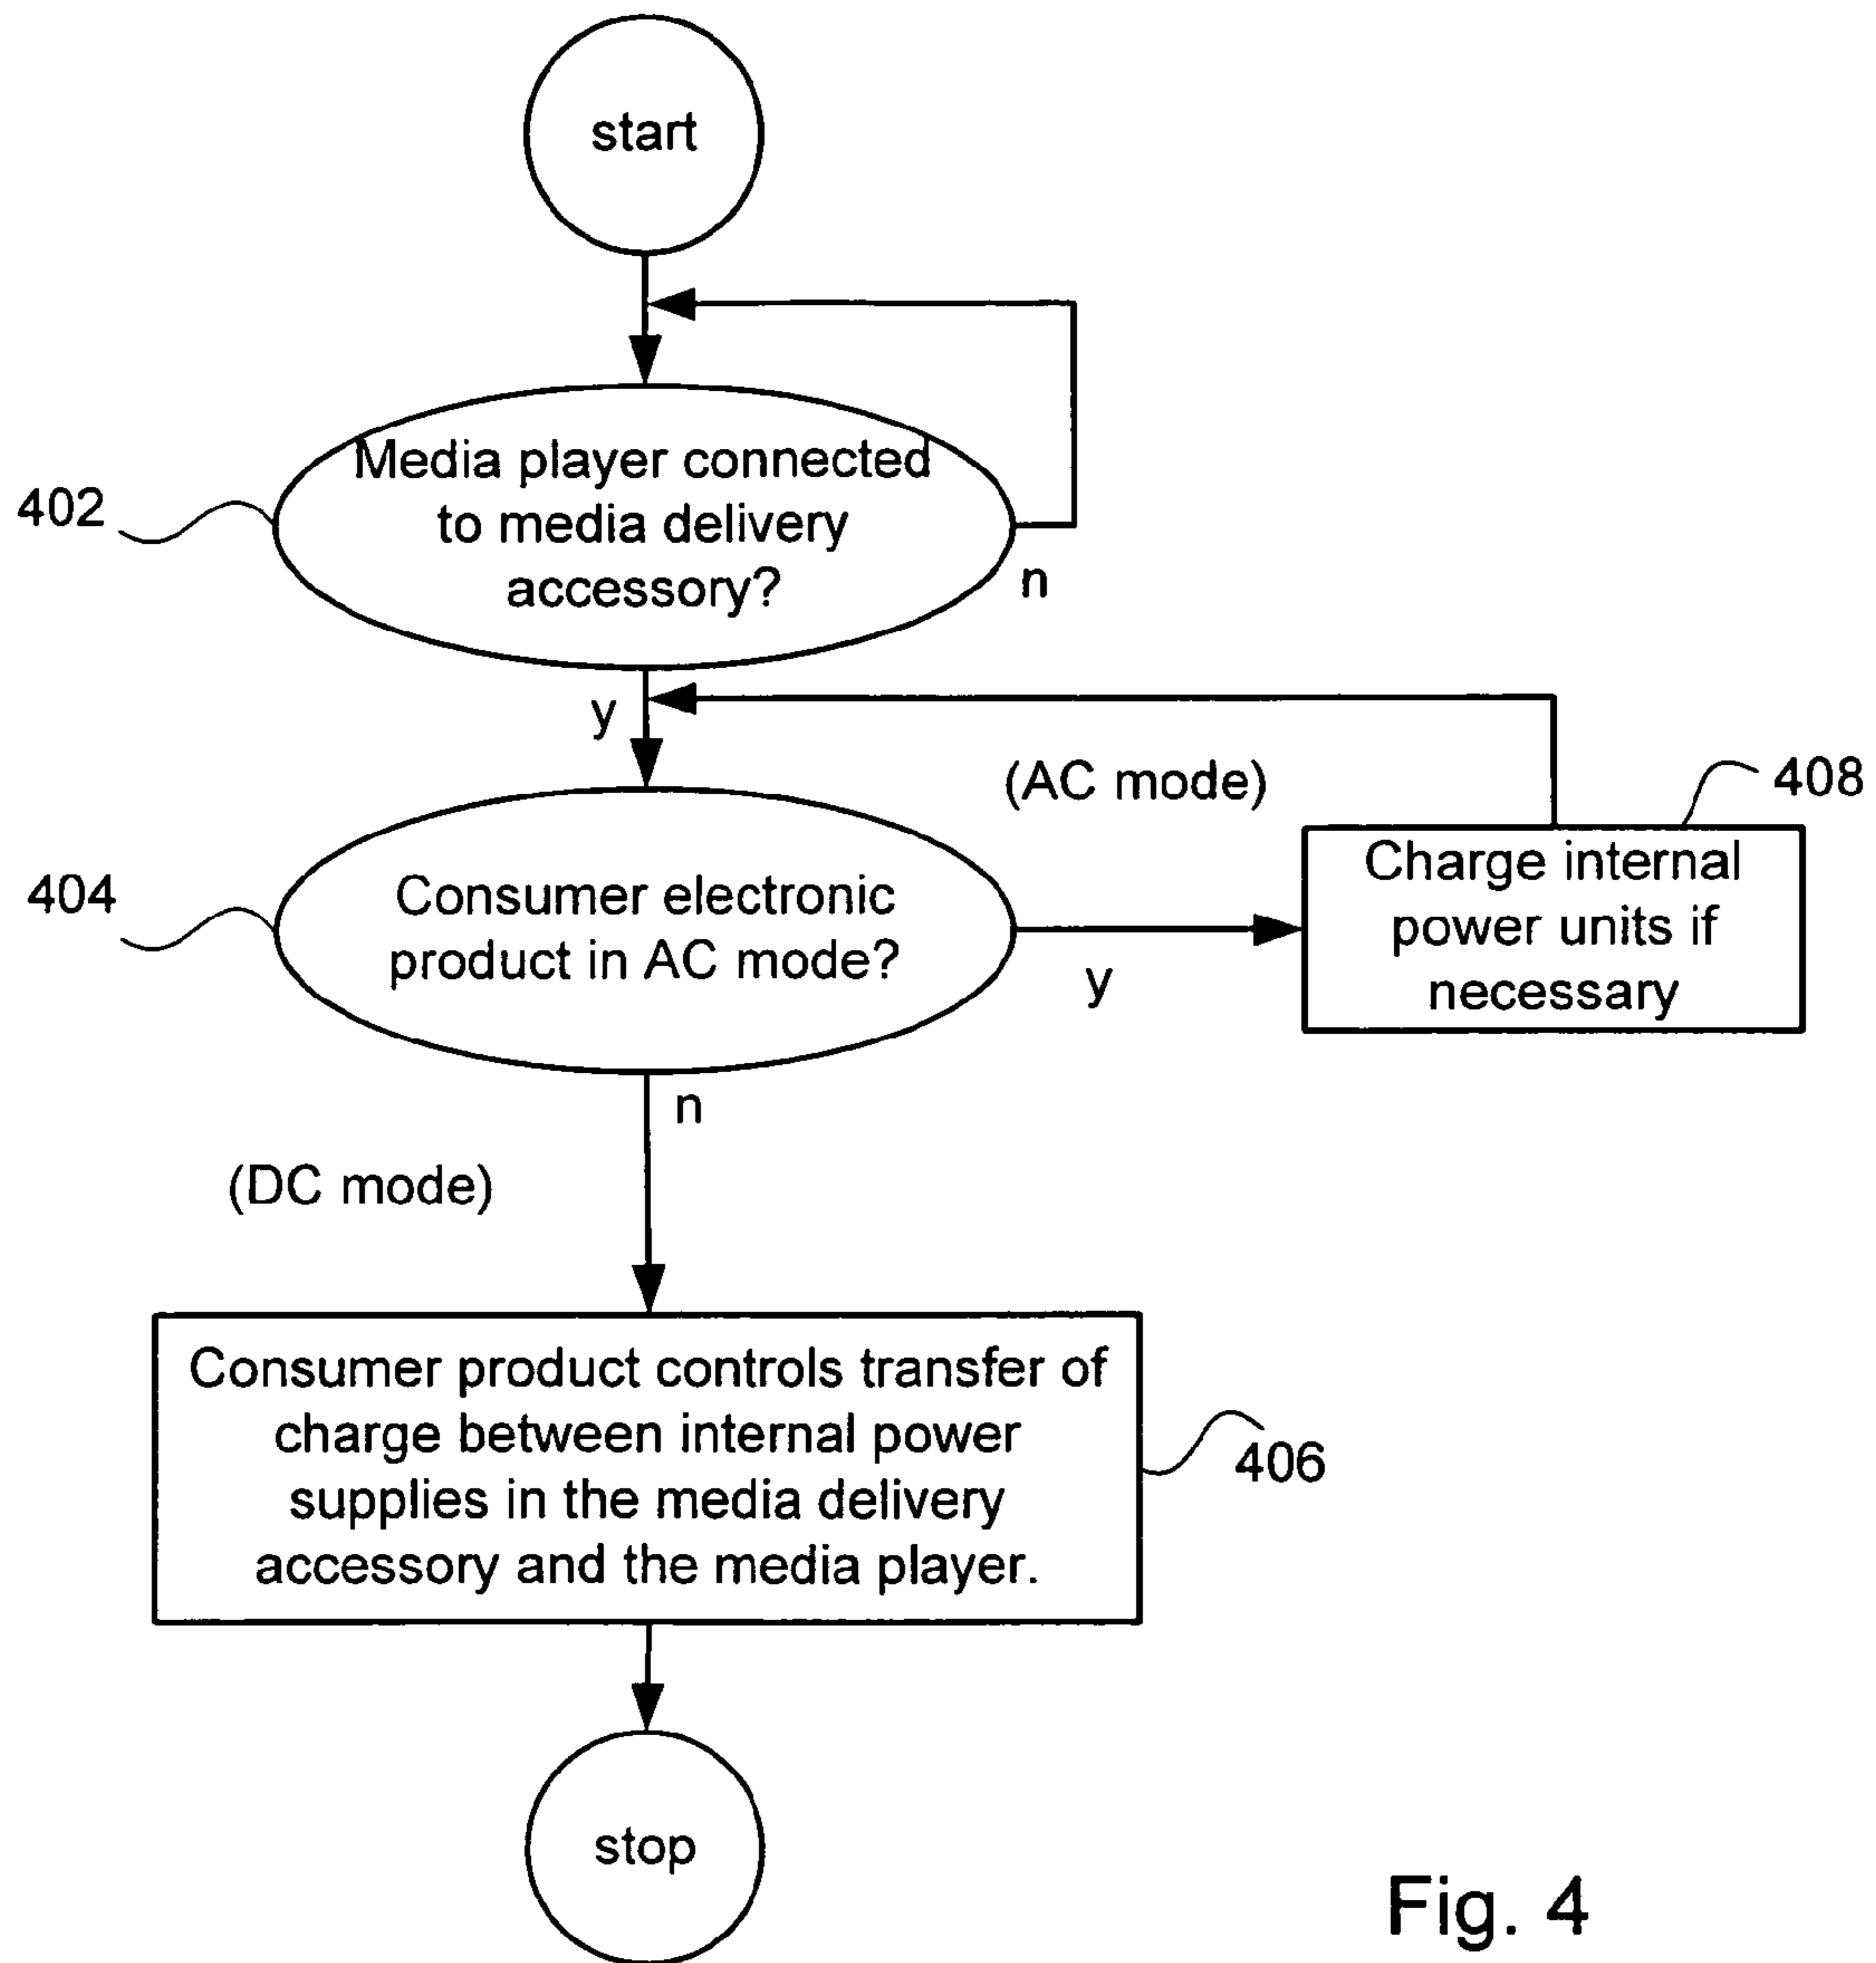 start
Media player connected
to media delivery
accessory?
402
n
y
(AC mode)
408
Charge internal
power units if
necessary
404
Consumer electronic
product in AC mode?
y
n
(DC mode)
Consumer product controls transfer of
charge between internal power
supplies in the media delivery
accessory and the media player.
406
stop
Fig. 4